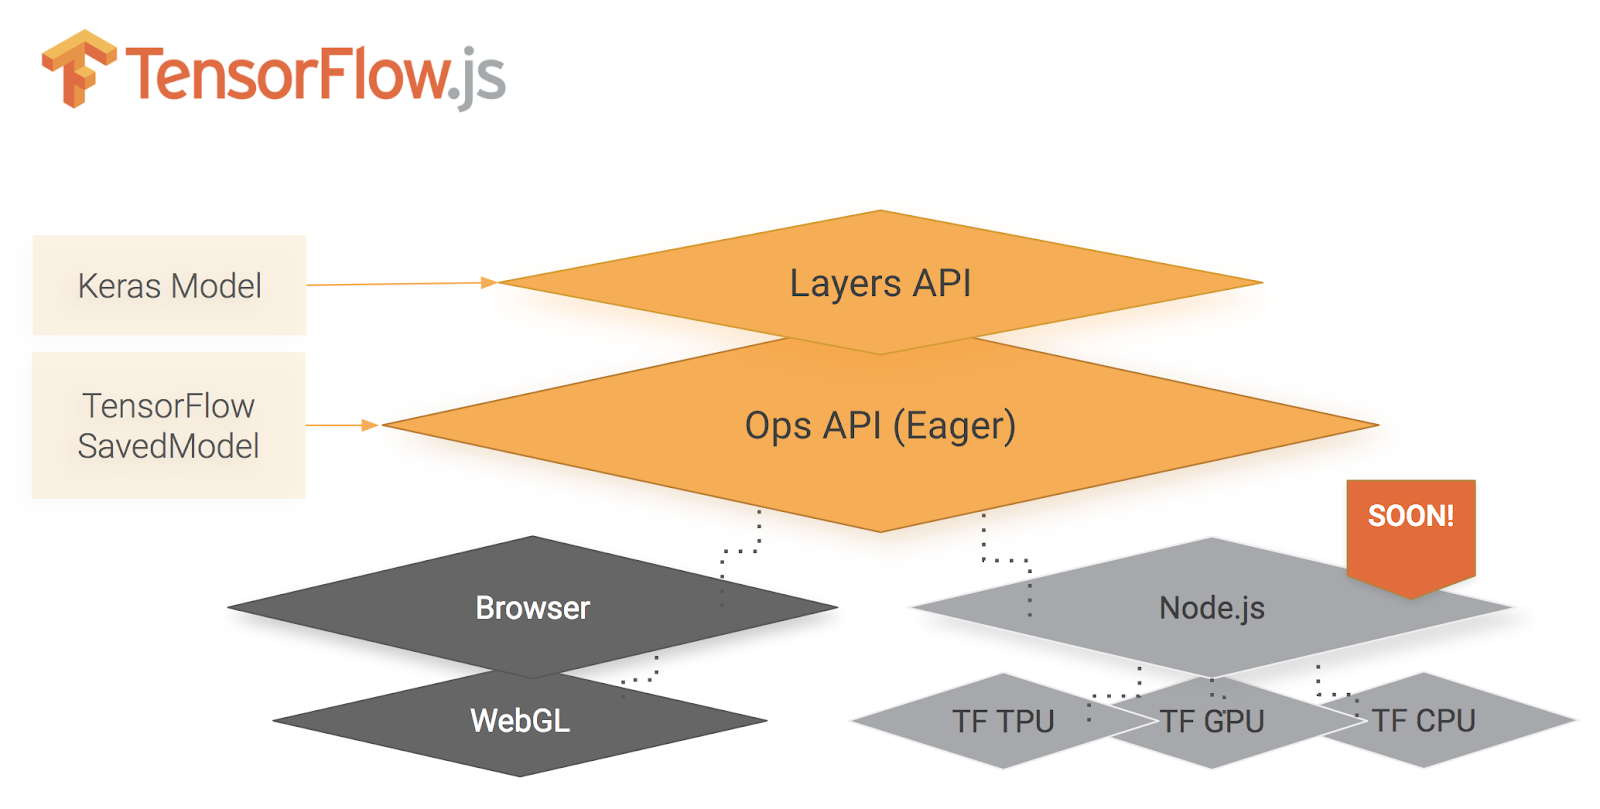 TensorFlow.js
Layers API
Keras Model
TensorFlow
SavedModel
Ops API (Eager)
SOON!
Browser
Node.js
WebGL
TF TPU
TF GPU
TF CPU